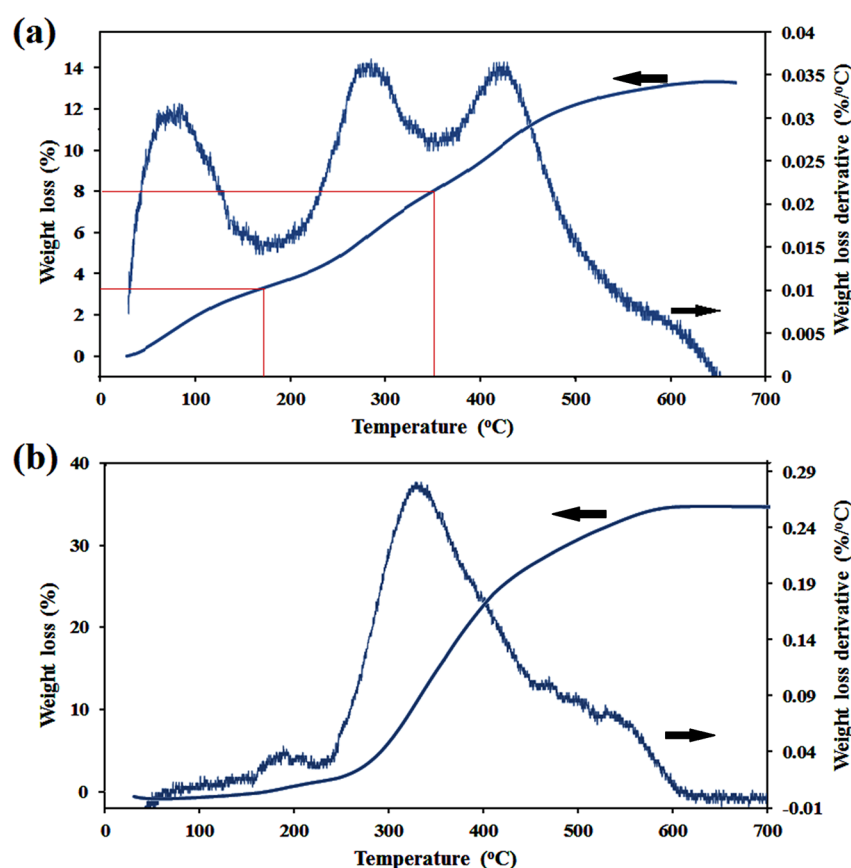 (a)
14
12
10
8
6
4
2
0
Weight loss (%)
0.04
0.035
0.03
0.025
0.02
0.015
0.01
0.005
0
Weight loss derivative (%/°C)
0 100 200 300 400 500 600 700
Temperature (°C)
(b)
40
30
20
10
0
Weight loss (%)
0.29
0.24
0.19
0.14
0.09
0.04
-0.01
Weight loss derivative (%/°C)
0 100 200 300 400 500 600 700
Temperature (°C)